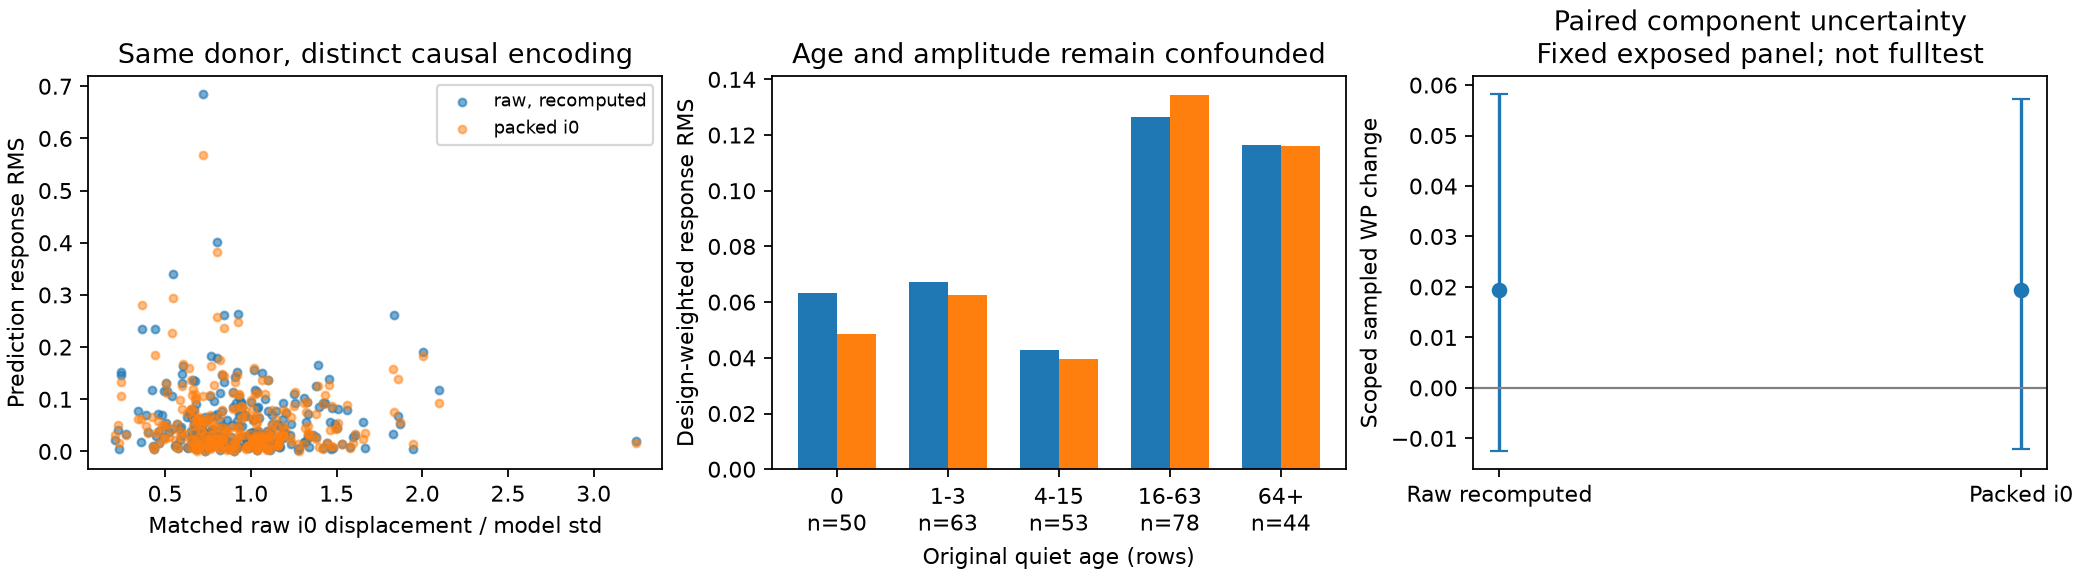 Same donor, distinct causal encoding
Prediction response RMS
0.7
0.6
0.5
0.4
0.3
0.2
0.1
0.0
raw, recomputed
packed i0
0.5 1.0 1.5 2.0 2.5 3.0
Matched raw i0 displacement / model std
Age and amplitude remain confounded
Design-weighted response RMS
0.14
0.12
0.10
0.08
0.06
0.04
0.02
0.00
0 1-3 4-15 16-63 64+
n=50 n=63 n=53 n=78 n=44
Original quiet age (rows)
Paired component uncertainty
Fixed exposed panel; not fulltest
Scoped sampled WP change
0.06
0.05
0.04
0.03
0.02
0.01
0.00
−0.01
Raw recomputed Packed i0